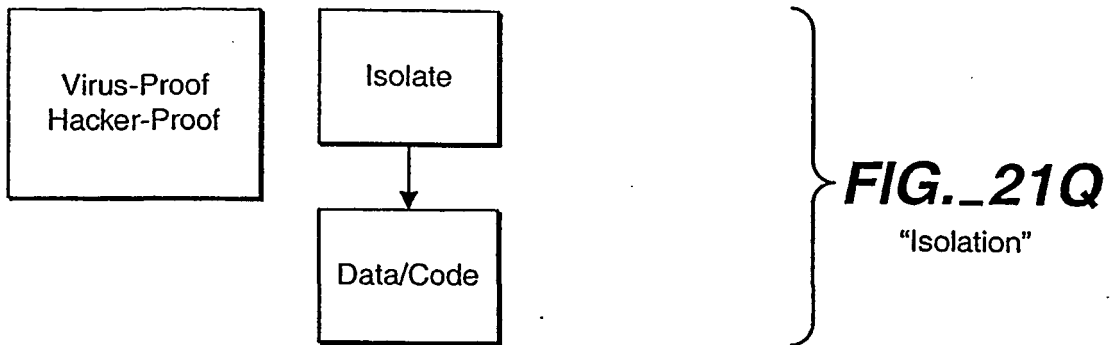 Virus-Proof
Hacker-Proof
Isolate
Data/Code
FIG._21Q
“Isolation”